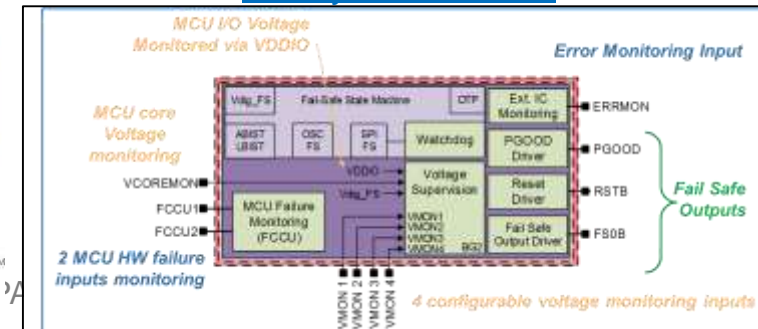 MCU I/O Voltage
Monitored via VDDIO
Error Monitoring Input
MCU core
Voltage
monitoring
Vdig_FS
Fail-Safe State Machine
OTP
Ext. IC
Monitoring
ERRMON
ABIST
LBIST
OSC
FS
SPI
FS
Watchdog
PGOOD
Driver
PGOOD
VCOREMON
VDDIO
Vdig_FS
Voltage
Supervision
Reset
Driver
RSTB
Fail Safe
Outputs
FCCU1
FCCU2
MCU Failure
Monitoring
(FCCU)
VMON1
VMON2
VMON3
VMON4
BG2
Fail Safe
Output Driver
FS0B
2 MCU HW failure
inputs monitoring
VMON 1
VMON 2
VMON 3
VMON 4
4 configurable voltage monitoring inputs